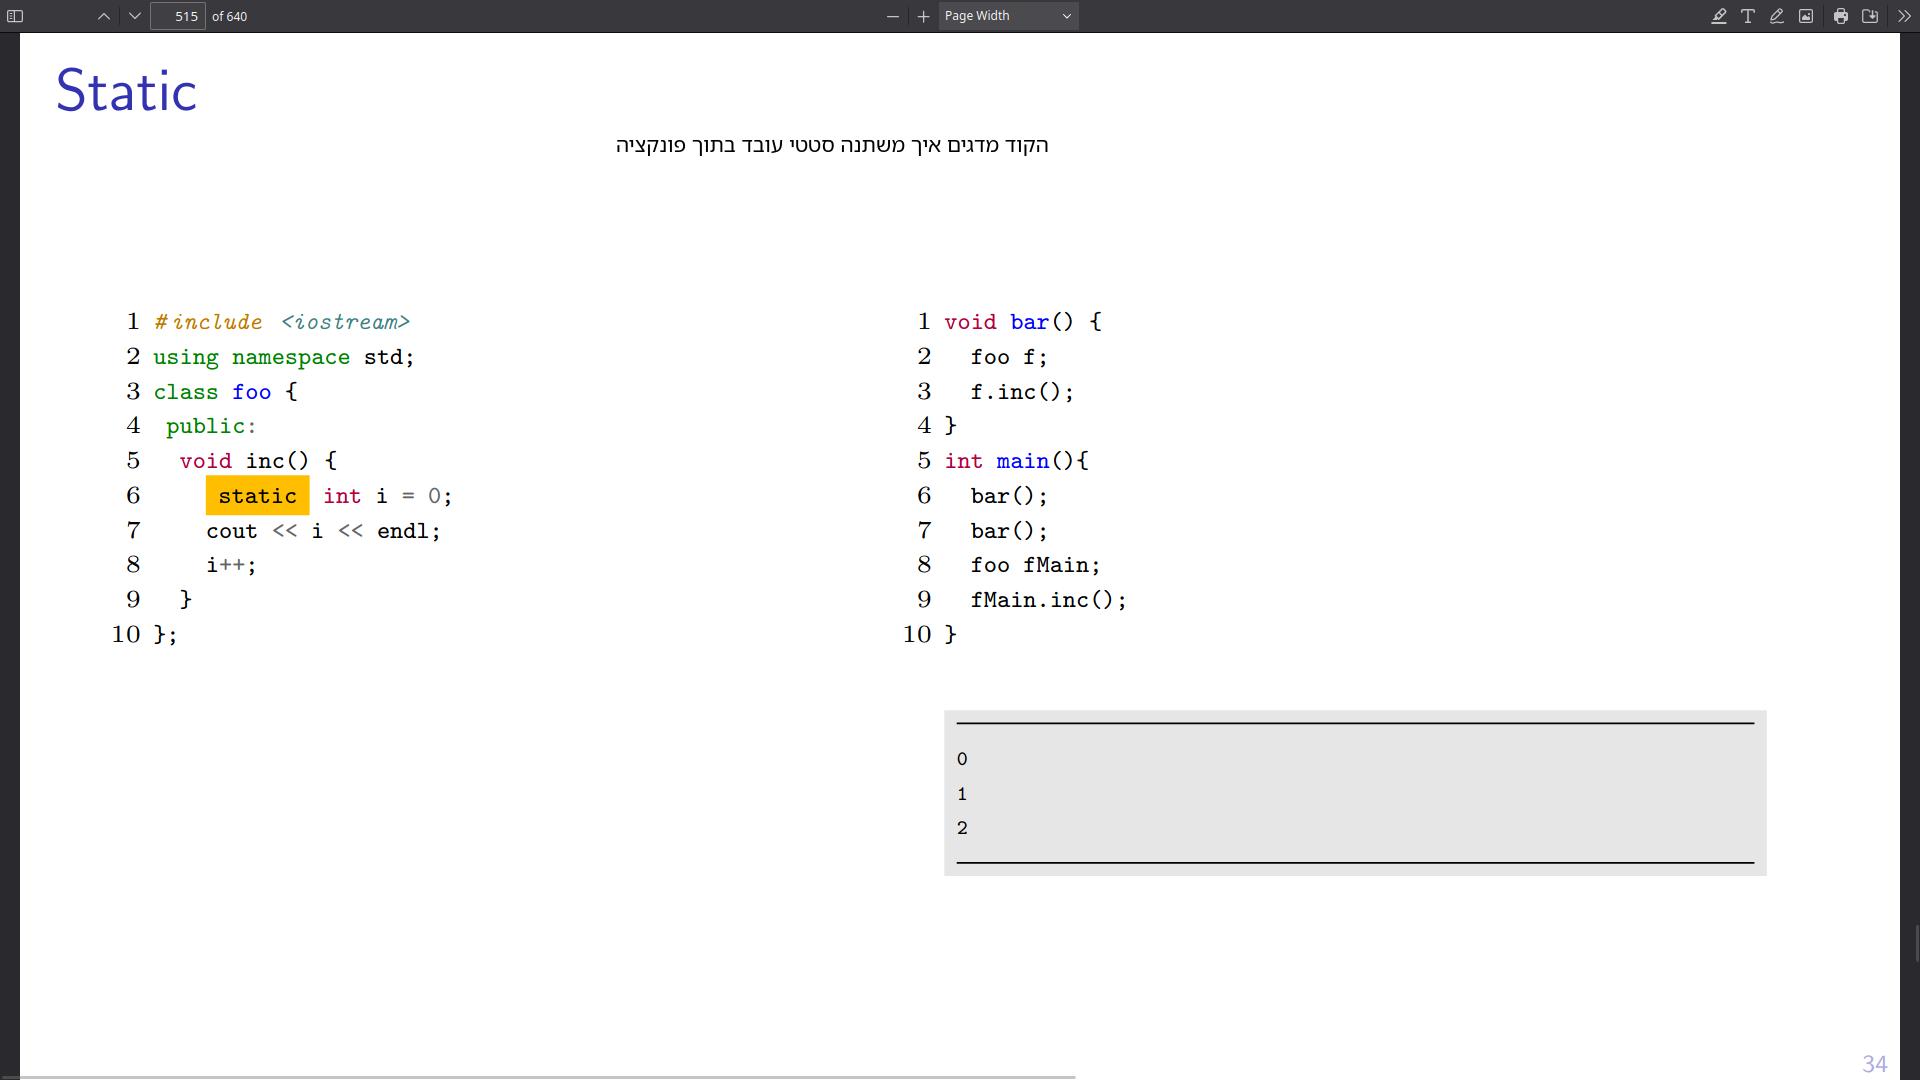 515 of 640
Page Width
Static
הקוד מדגים איך משתנה סטטי עובד בתוך פונקציה
1 #include <iostream>
2 using namespace std;
3 class foo {
4 public:
5 void inc() {
6 static int i = 0;
7 cout << i << endl;
8 i++;
9 }
10 };
1 void bar() {
2 foo f;
3 f.inc();
4 }
5 int main(){
6 bar();
7 bar();
8 foo fMain;
9 fMain.inc();
10 }
0
1
2
34